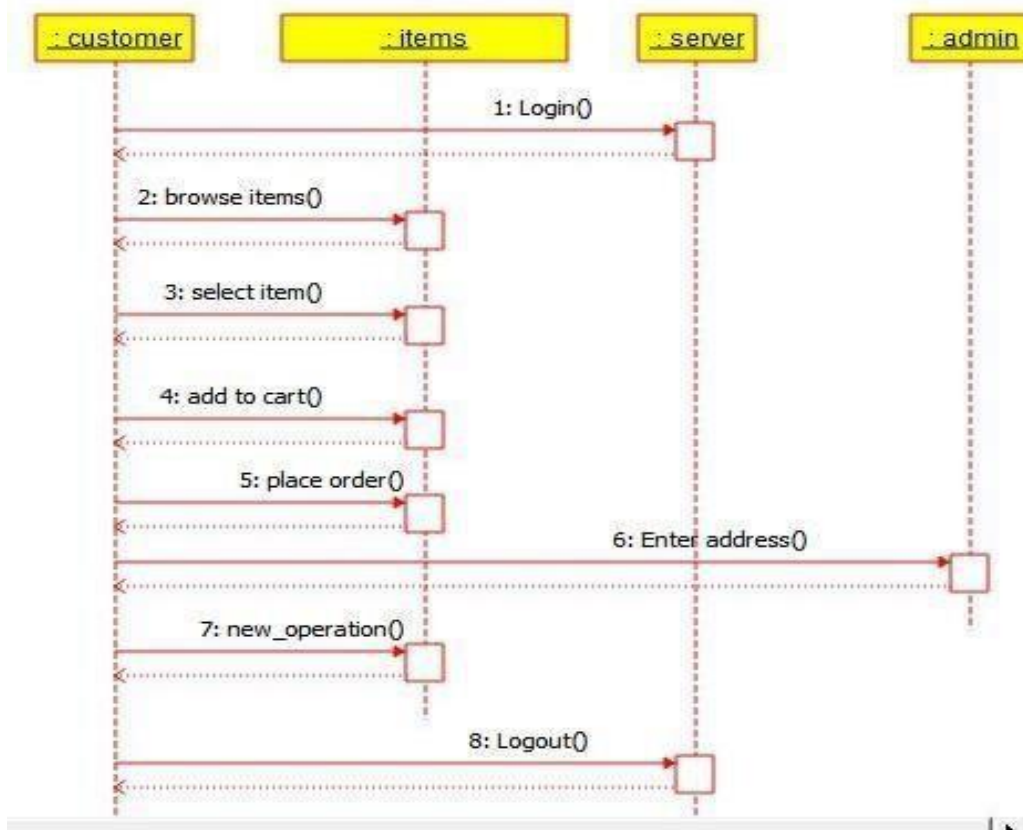 : customer
: items
: server
: admin
1: Login()
2: browse items()
3: select item()
4: add to cart()
5: place order()
6: Enter address()
7: new_operation()
8: Logout()